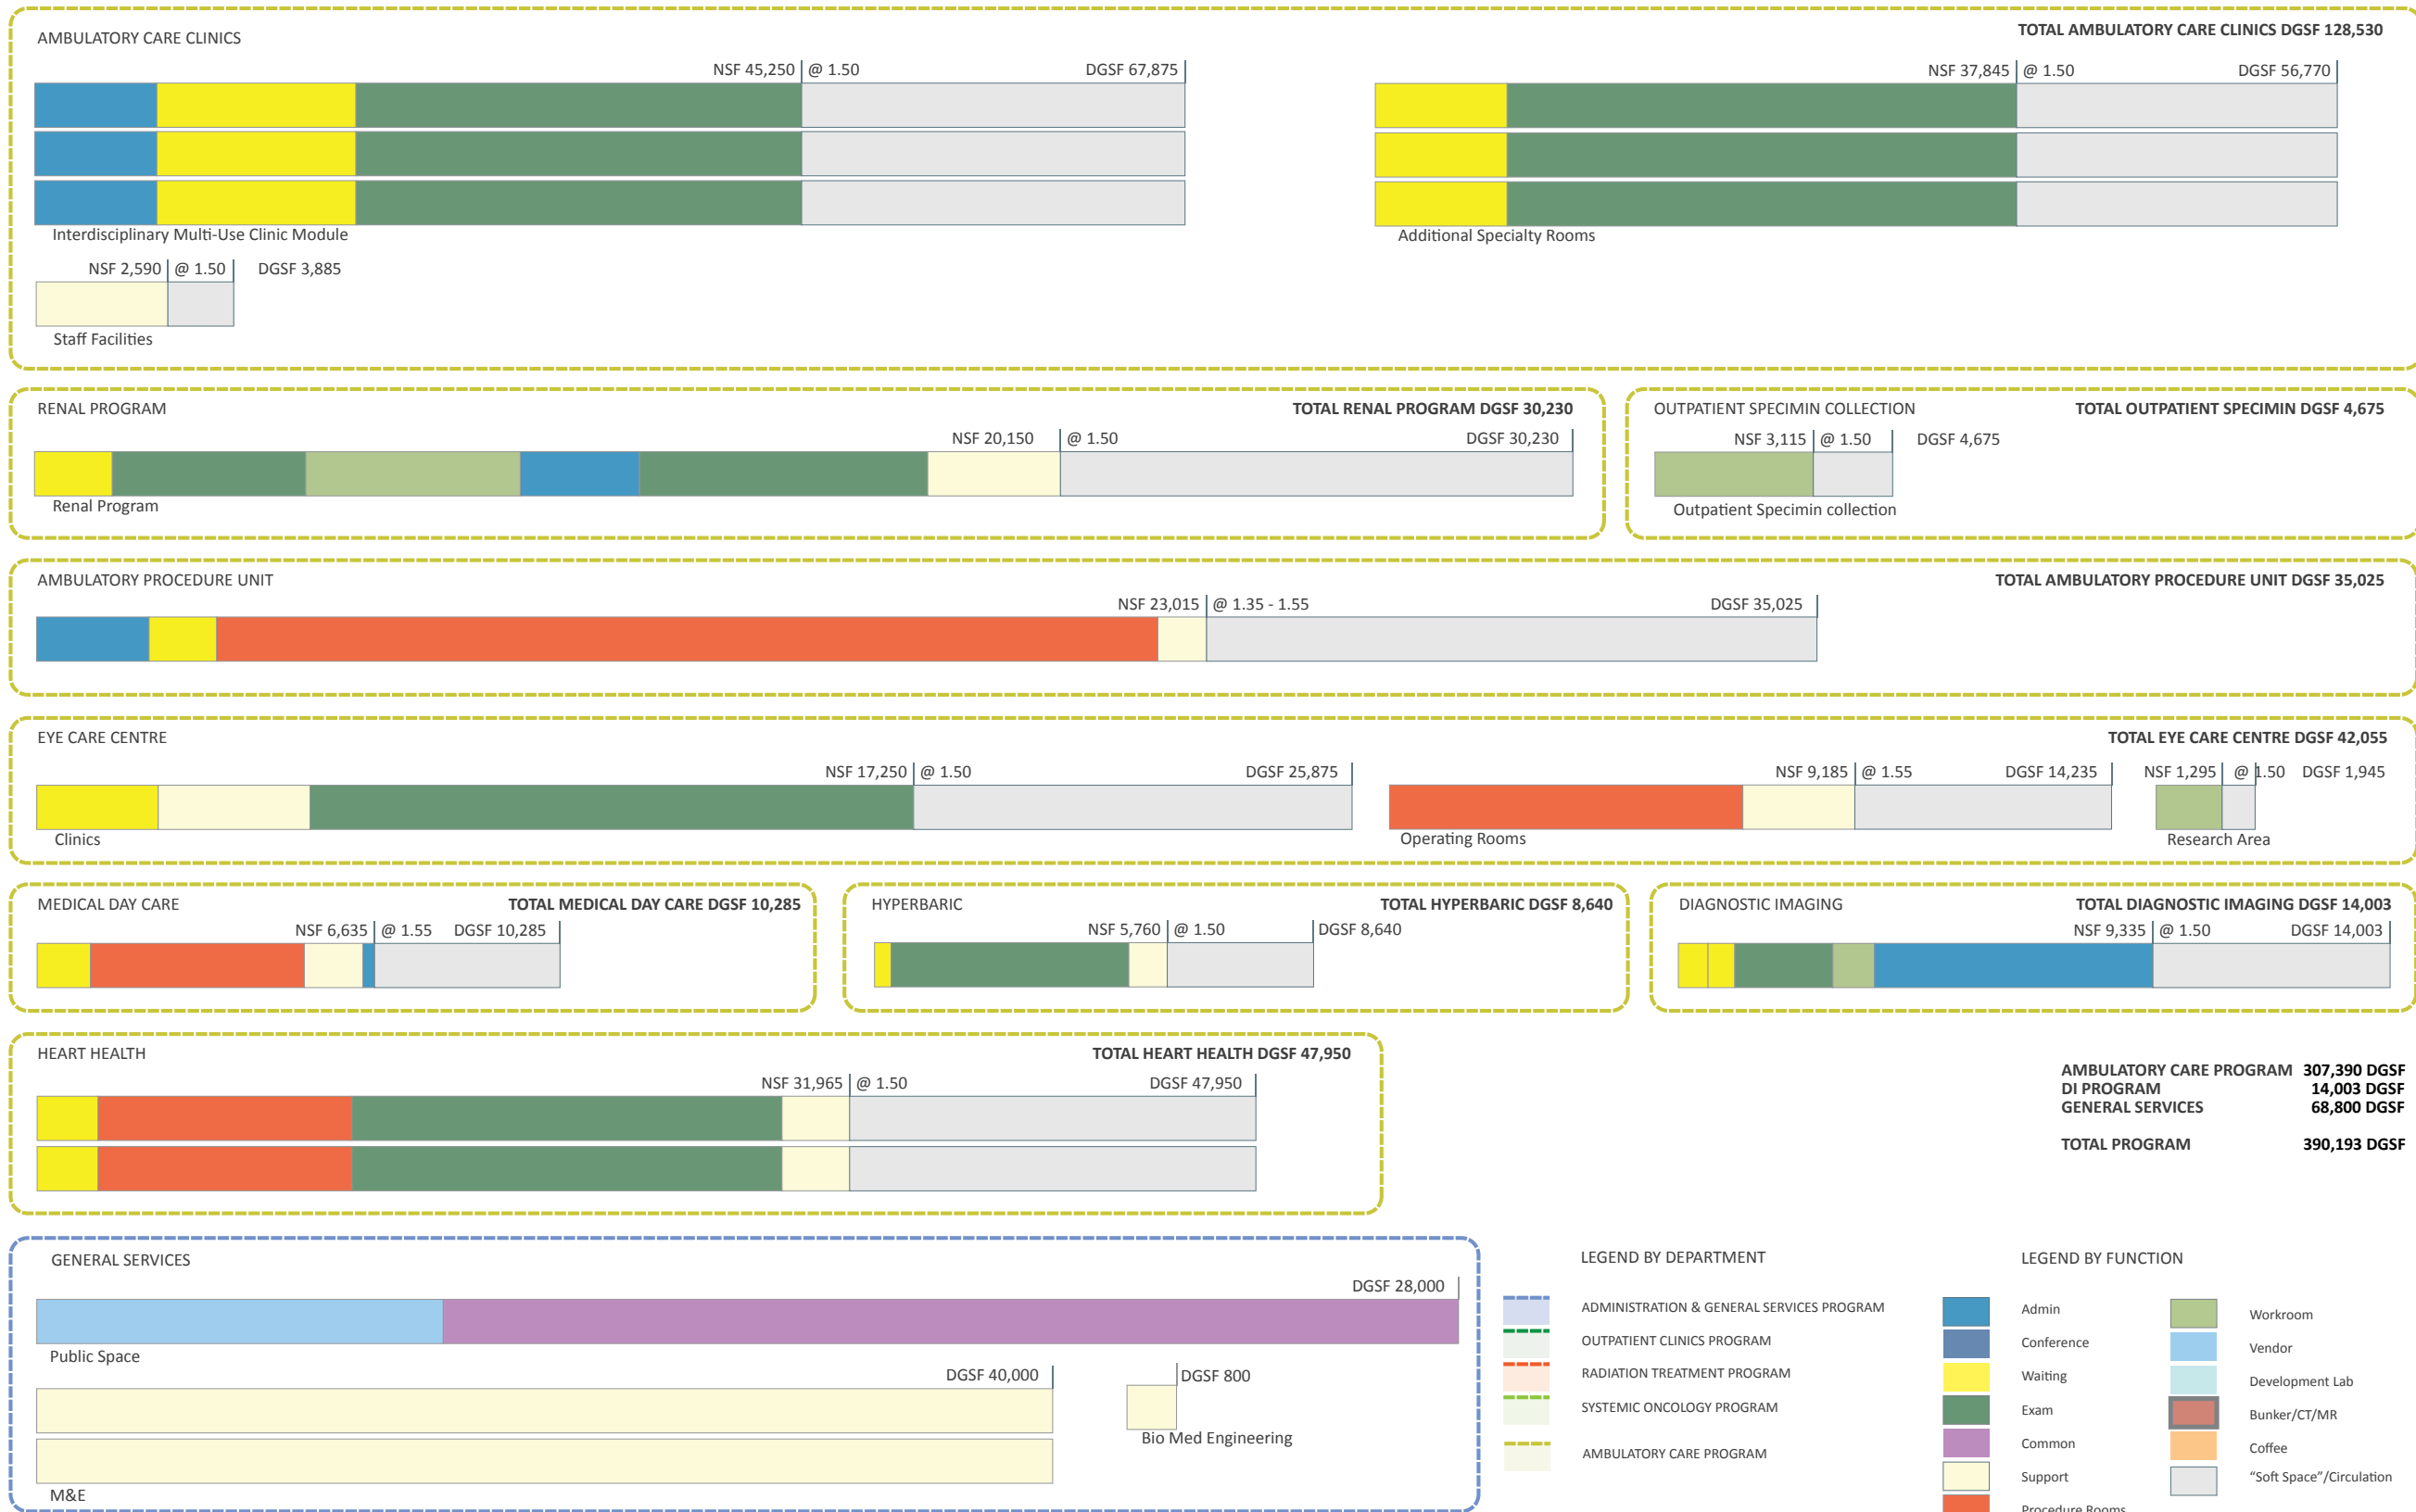 AMBULATORY CARE CLINICS
TOTAL AMBULATORY CARE CLINICS DGSF 128,530
NSF 45,250 @ 1.50 DGSF 67,875
NSF 37,845 @ 1.50 DGSF 56,770
Interdisciplinary Multi-Use Clinic Module
Additional Specialty Rooms
NSF 2,590 @ 1.50 DGSF 3,885
Staff Facilities
RENAL PROGRAM
TOTAL RENAL PROGRAM DGSF 30,230
NSF 20,150 @ 1.50 DGSF 30,230
Renal Program
OUTPATIENT SPECIMIN COLLECTION
TOTAL OUTPATIENT SPECIMIN DGSF 4,675
NSF 3,115 @ 1.50 DGSF 4,675
Outpatient Specimin collection
AMBULATORY PROCEDURE UNIT
TOTAL AMBULATORY PROCEDURE UNIT DGSF 35,025
NSF 23,015 @ 1.35 - 1.55 DGSF 35,025
EYE CARE CENTRE
TOTAL EYE CARE CENTRE DGSF 42,055
NSF 17,250 @ 1.50 DGSF 25,875
NSF 9,185 @ 1.55 DGSF 14,235
NSF 1,295 @ 1.50 DGSF 1,945
Clinics
Operating Rooms
Research Area
MEDICAL DAY CARE
TOTAL MEDICAL DAY CARE DGSF 10,285
NSF 6,635 @ 1.55 DGSF 10,285
HYPERBARIC
TOTAL HYPERBARIC DGSF 8,640
NSF 5,760 @ 1.50 DGSF 8,640
DIAGNOSTIC IMAGING
TOTAL DIAGNOSTIC IMAGING DGSF 14,003
NSF 9,335 @ 1.50 DGSF 14,003
HEART HEALTH
TOTAL HEART HEALTH DGSF 47,950
NSF 31,965 @ 1.50 DGSF 47,950
AMBULATORY CARE PROGRAM 307,390 DGSF
DI PROGRAM 14,003 DGSF
GENERAL SERVICES 68,800 DGSF
TOTAL PROGRAM 390,193 DGSF
GENERAL SERVICES
DGSF 28,000
Public Space
DGSF 40,000
DGSF 800
Bio Med Engineering
M&E
LEGEND BY DEPARTMENT
ADMINISTRATION & GENERAL SERVICES PROGRAM
OUTPATIENT CLINICS PROGRAM
RADIATION TREATMENT PROGRAM
SYSTEMIC ONCOLOGY PROGRAM
AMBULATORY CARE PROGRAM
LEGEND BY FUNCTION
Admin
Conference
Waiting
Exam
Common
Support
Procedure Rooms
Workroom
Vendor
Development Lab
Bunker/CT/MR
Coffee
“Soft Space”/Circulation